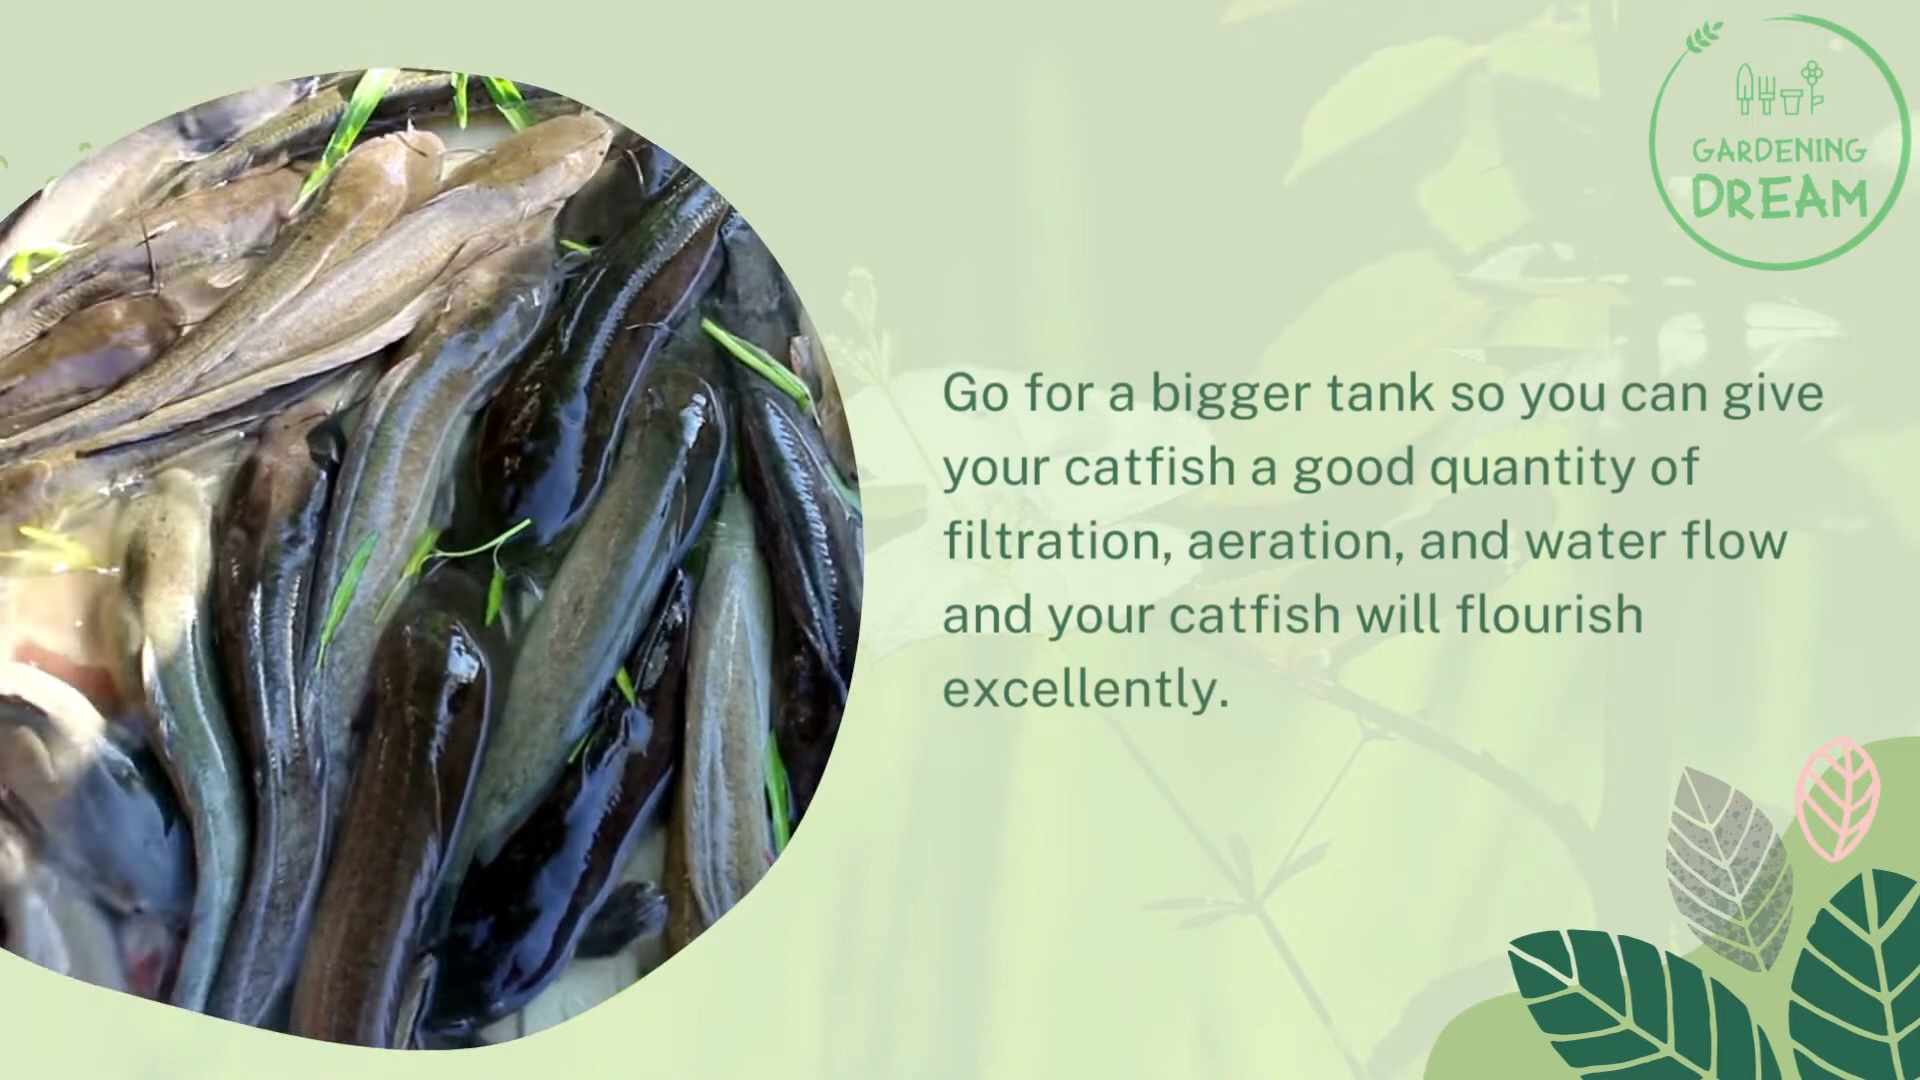 GARDENING
DREAM
Go for a bigger tank so you can give
your catfish a good quantity of
filtration, aeration, and water flow
and your catfish will flourish
excellently.